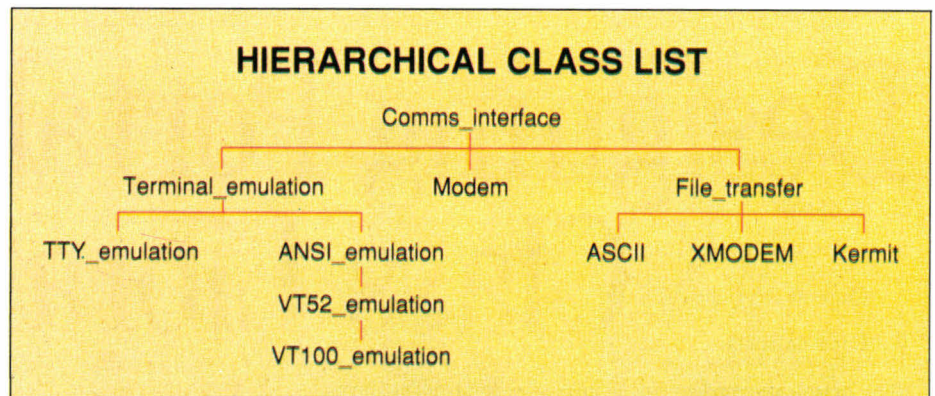 HIERARCHICAL CLASS LIST
Comms_interface
Terminal_emulation Modem File_transfer
TTY_emulation ANSI_emulation ASCII XMODEM Kermit
VT52_emulation
VT100_emulation